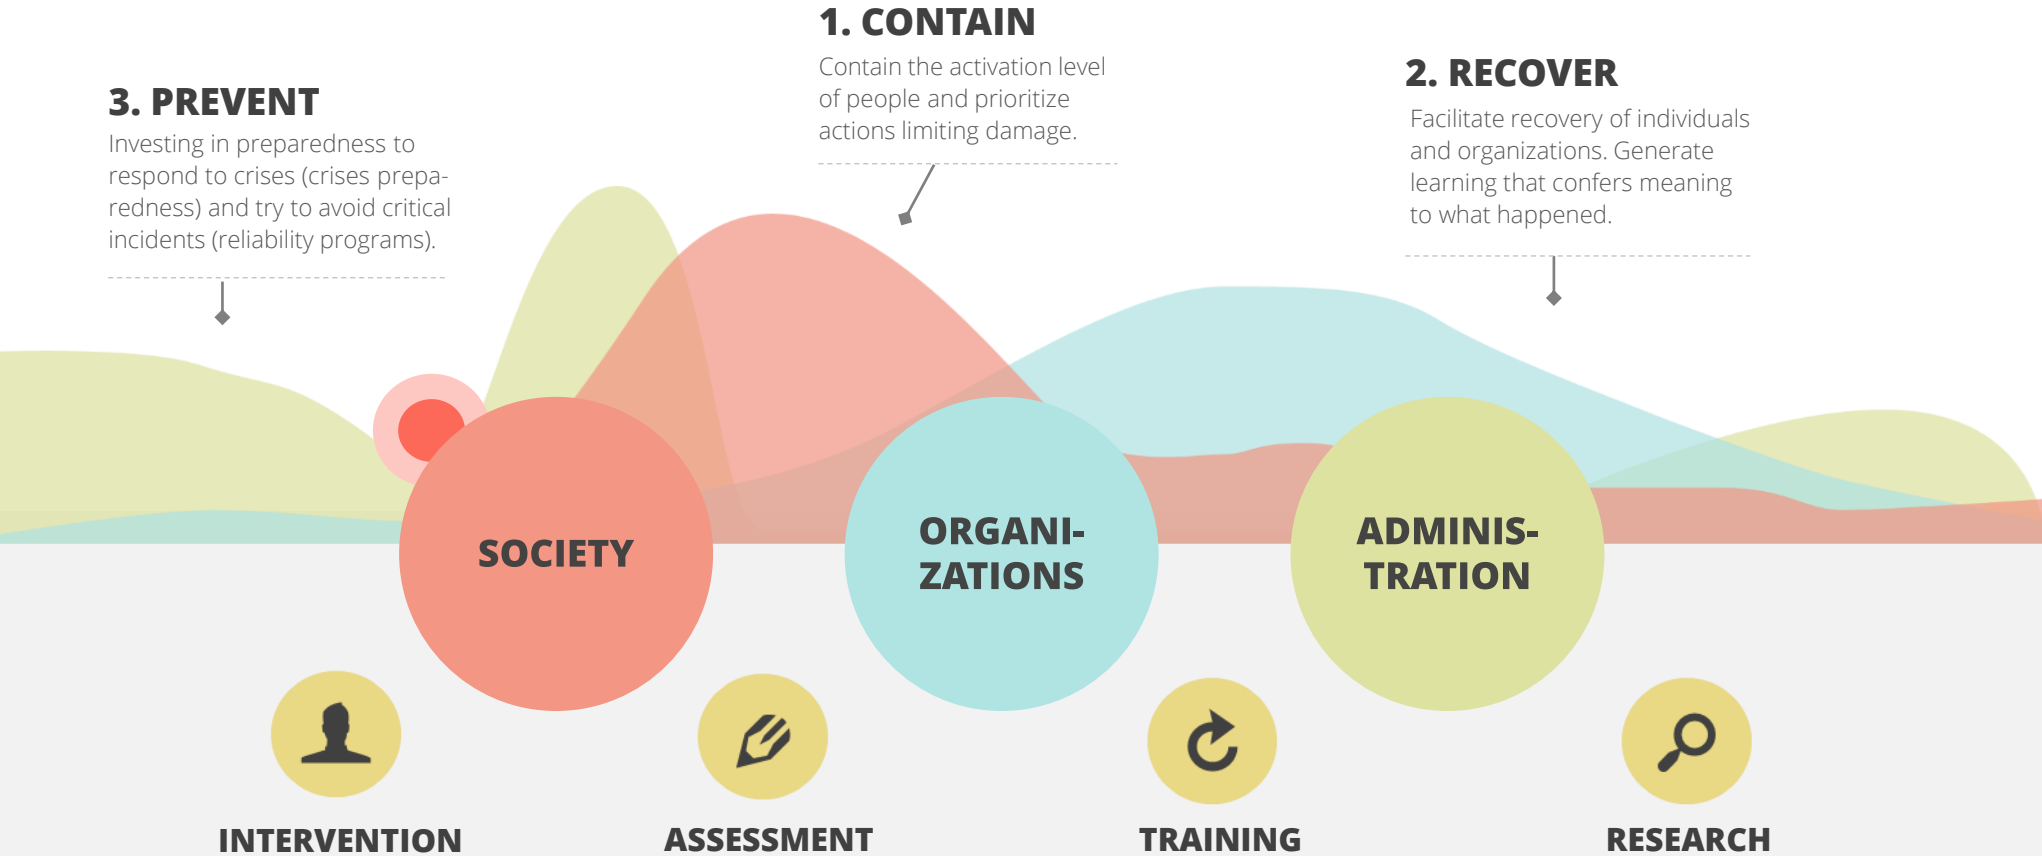 3. PREVENT
Investing in preparedness to
respond to crises (crises prepa-
redness) and try to avoid critical
incidents (reliability programs).
1. CONTAIN
Contain the activation level
of people and prioritize
actions limiting damage.
2. RECOVER
Facilitate recovery of individuals
and organizations. Generate
learning that confers meaning
to what happened.
SOCIETY
ORGANI-
ZATIONS
ADMINIS-
TRATION
INTERVENTION
ASSESSMENT
TRAINING
RESEARCH